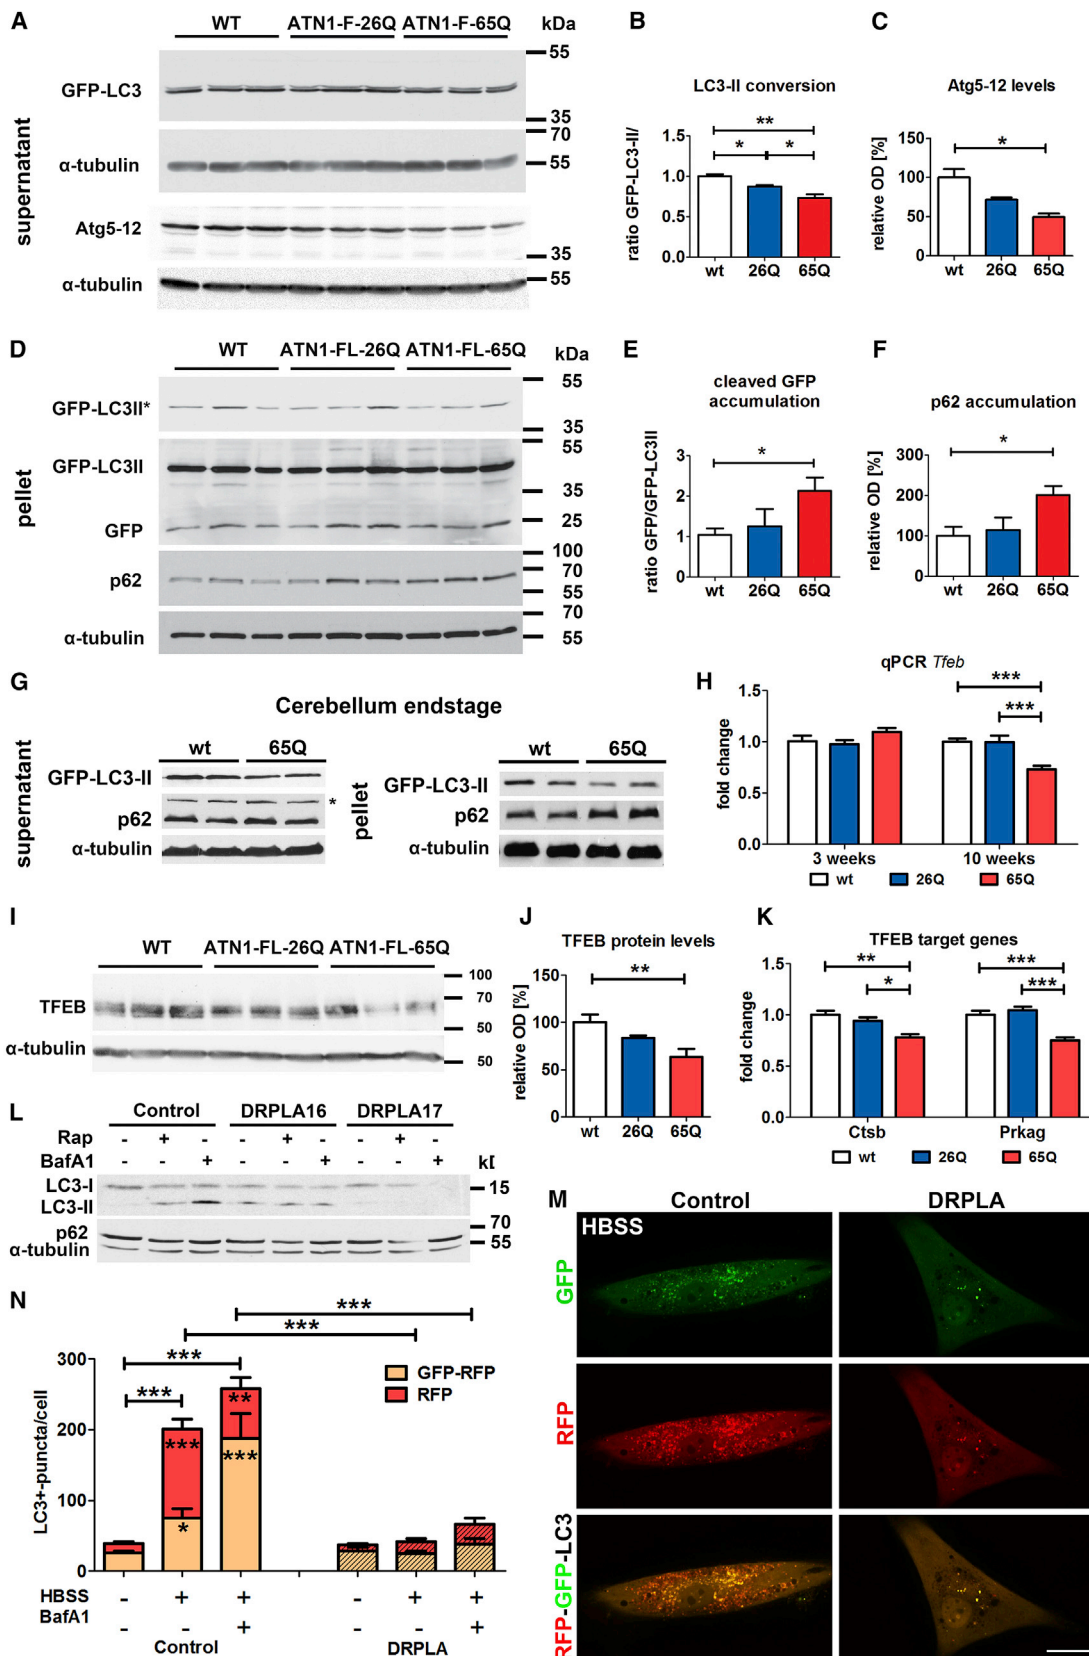 A
WT ATN1-F-26Q ATN1-F-65Q kDa
supernatant
GFP-LC3
55
35
α-tubulin
70
55
Atg5-12
35
α-tubulin
55
B
LC3-II conversion
ratio GFP-LC3-II/
1.5
1.0
0.5
0.0
** * *
wt 26Q 65Q
C
Atg5-12 levels
relative OD [%]
150
100
50
0
*
wt 26Q 65Q
D
WT ATN1-FL-26Q ATN1-FL-65Q kDa
pellet
GFP-LC3II*
55
35
GFP-LC3II
55
35
GFP
25
p62
100
70
55
α-tubulin
70
55
E
cleaved GFP
accumulation
ratio GFP/GFP-LC3II
3
2
1
0
*
wt 26Q 65Q
F
p62 accumulation
relative OD [%]
300
200
100
0
*
wt 26Q 65Q
G
Cerebellum endstage
supernatant
wt 65Q
GFP-LC3-II
p62 *
α-tubulin
pellet
wt 65Q
GFP-LC3-II
p62
α-tubulin
H
qPCR Tfeb
fold change
1.5
1.0
0.5
0.0
***
***
3 weeks 10 weeks
wt 26Q 65Q
I
WT ATN1-FL-26Q ATN1-FL-65Q
TFEB
100
70
50
α-tubulin
50
J
TFEB protein levels
relative OD [%]
150
100
50
0
**
wt 26Q 65Q
K
TFEB target genes
fold change
1.5
1.0
0.5
0.0
** ***
* ***
Ctsb Prkag
wt 26Q 65Q
L
Control DRPLA16 DRPLA17
Rap - + - - + - - + -
BafA1 - - + - - + - - +
LC3-I
LC3-II
15
p62
α-tubulin
70
55
M
Control DRPLA
HBSS
GFP
RFP
RFP-GFP-LC3
N
LC3+-puncta/cell
300
200
100
0
***
***
***
***
GFP-RFP
RFP
***
*
**
***
HBSS - + + - + +
BafA1 - - + - - +
Control DRPLA